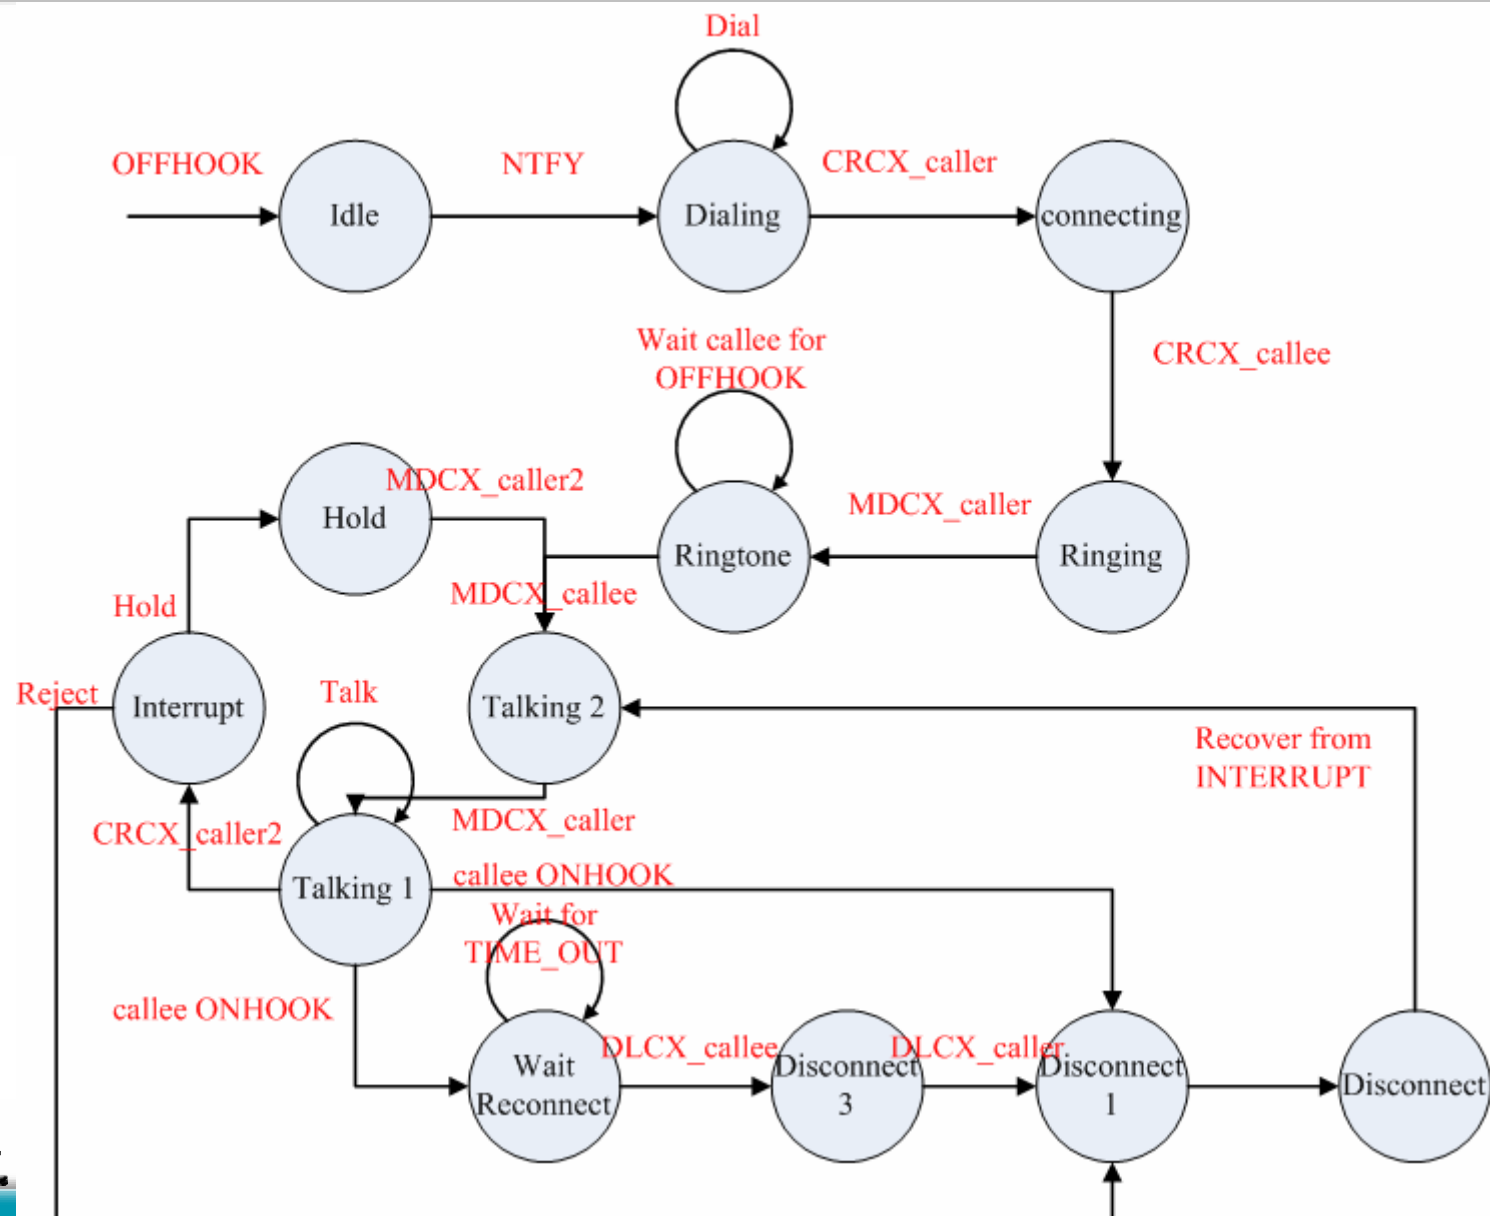 Dial
OFFHOOK
NTFY
CRCX_caller
Idle
Dialing
connecting
Wait callee for
OFFHOOK
CRCX_callee
MDCX_caller2
MDCX_caller
Hold
Ringtone
Ringing
Hold
MDCX_callee
Reject
Interrupt
Talk
Talking 2
Recover from
INTERRUPT
CRCX_caller2
MDCX_caller
Talking 1
callee ONHOOK
Wait for
TIME_OUT
callee ONHOOK
DLCX_callee
DLCX_caller
Wait
Reconnect
Disconnect
3
Disconnect
1
Disconnect